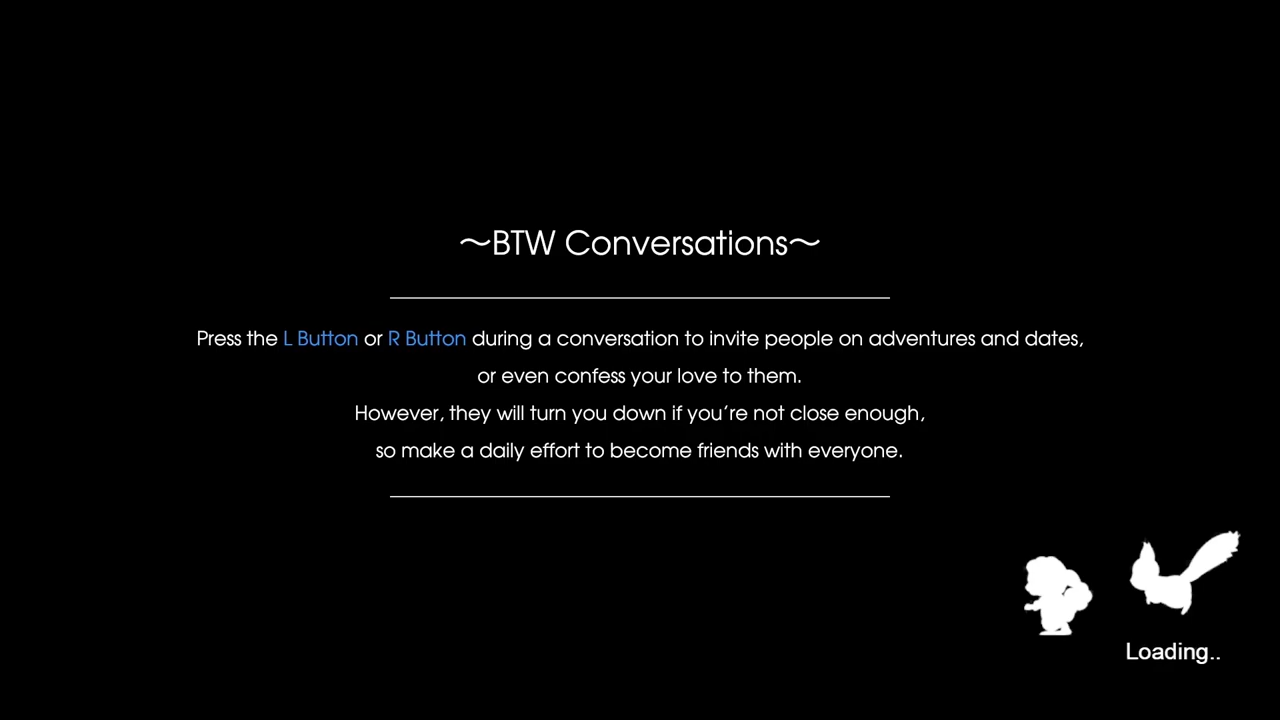 ～BTW Conversations～
Press the L Button or R Button during a conversation to invite people on adventures and dates,
or even confess your love to them.
However, they will turn you down if you're not close enough,
so make a daily effort to become friends with everyone.
Loading..